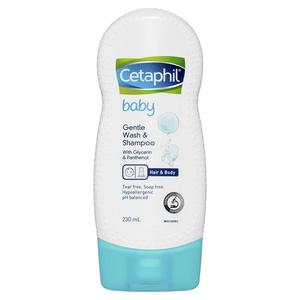 Cetaphil
baby
Gentle
Wash &
Shampoo
With Glycerin
& Panthenol
Hair & Body
Tear free, Soap free
Hypoallergenic
pH balanced
230 mL